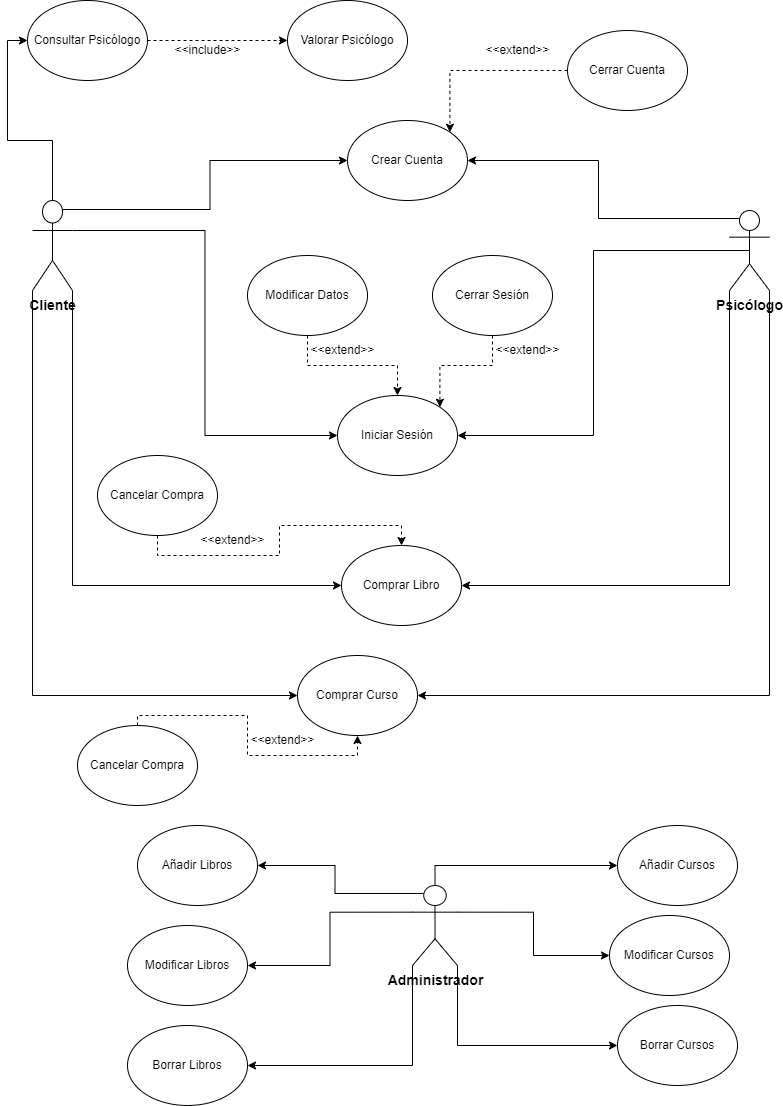 Consultar Psicólogo
<<include>>
Valorar Psicólogo
<<extend>>
Cerrar Cuenta
Crear Cuenta
Cliente
Psicólogo
Modificar Datos
Cerrar Sesión
<<extend>>
<<extend>>
Iniciar Sesión
Cancelar Compra
<<extend>>
Comprar Libro
Comprar Curso
<<extend>>
Cancelar Compra
Añadir Libros
Añadir Cursos
Modificar Libros
Modificar Cursos
Administrador
Borrar Libros
Borrar Cursos